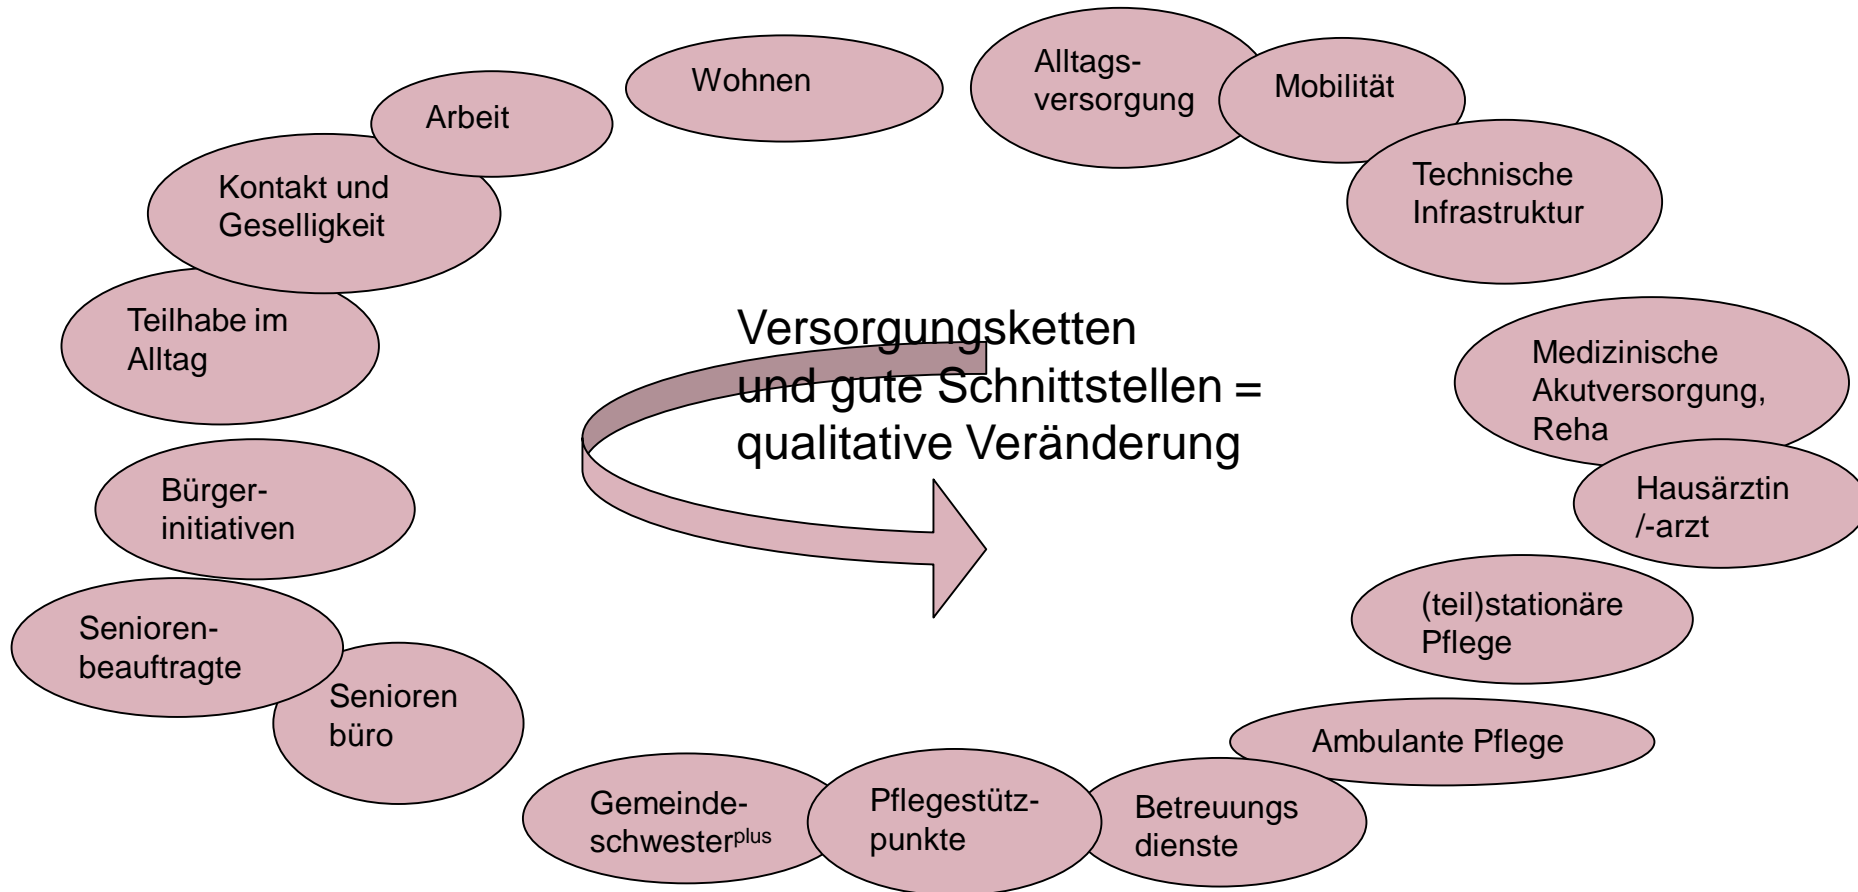 Wohnen
Alltags-
versorgung
Mobilität
Arbeit
Technische
Infrastruktur
Kontakt und
Geselligkeit
Teilhabe im
Alltag
Versorgungsketten
und gute Schnittstellen =
qualitative Veränderung
Medizinische
Akutversorgung,
Reha
Bürger-
initiativen
Hausärztin
/-arzt
(teil)stationäre
Pflege
Senioren-
beauftragte
Senioren
büro
Ambulante Pflege
Gemeinde-
schwesterplus
Pflegestütz-
punkte
Betreuungs
dienste